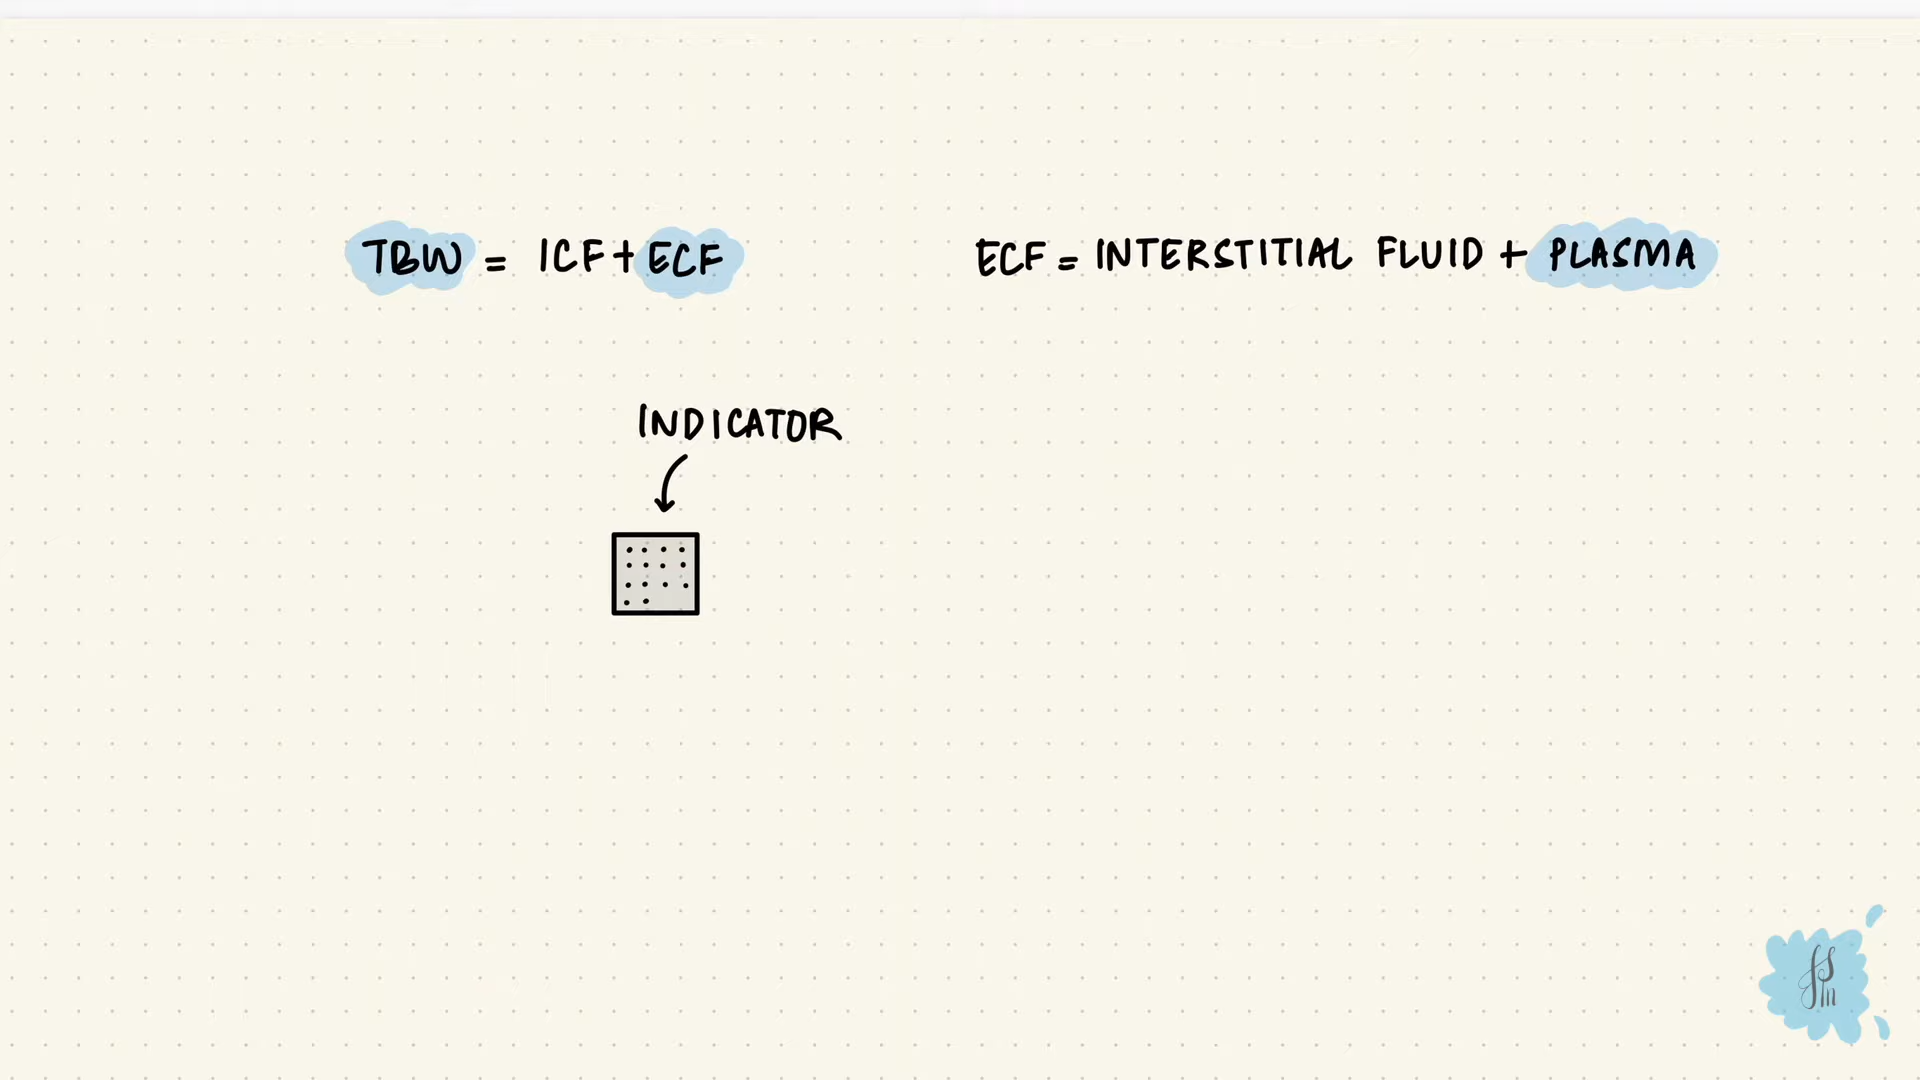 TBW = ICF + ECF
ECF = INTERSTITIAL FLUID + PLASMA
INDICATOR